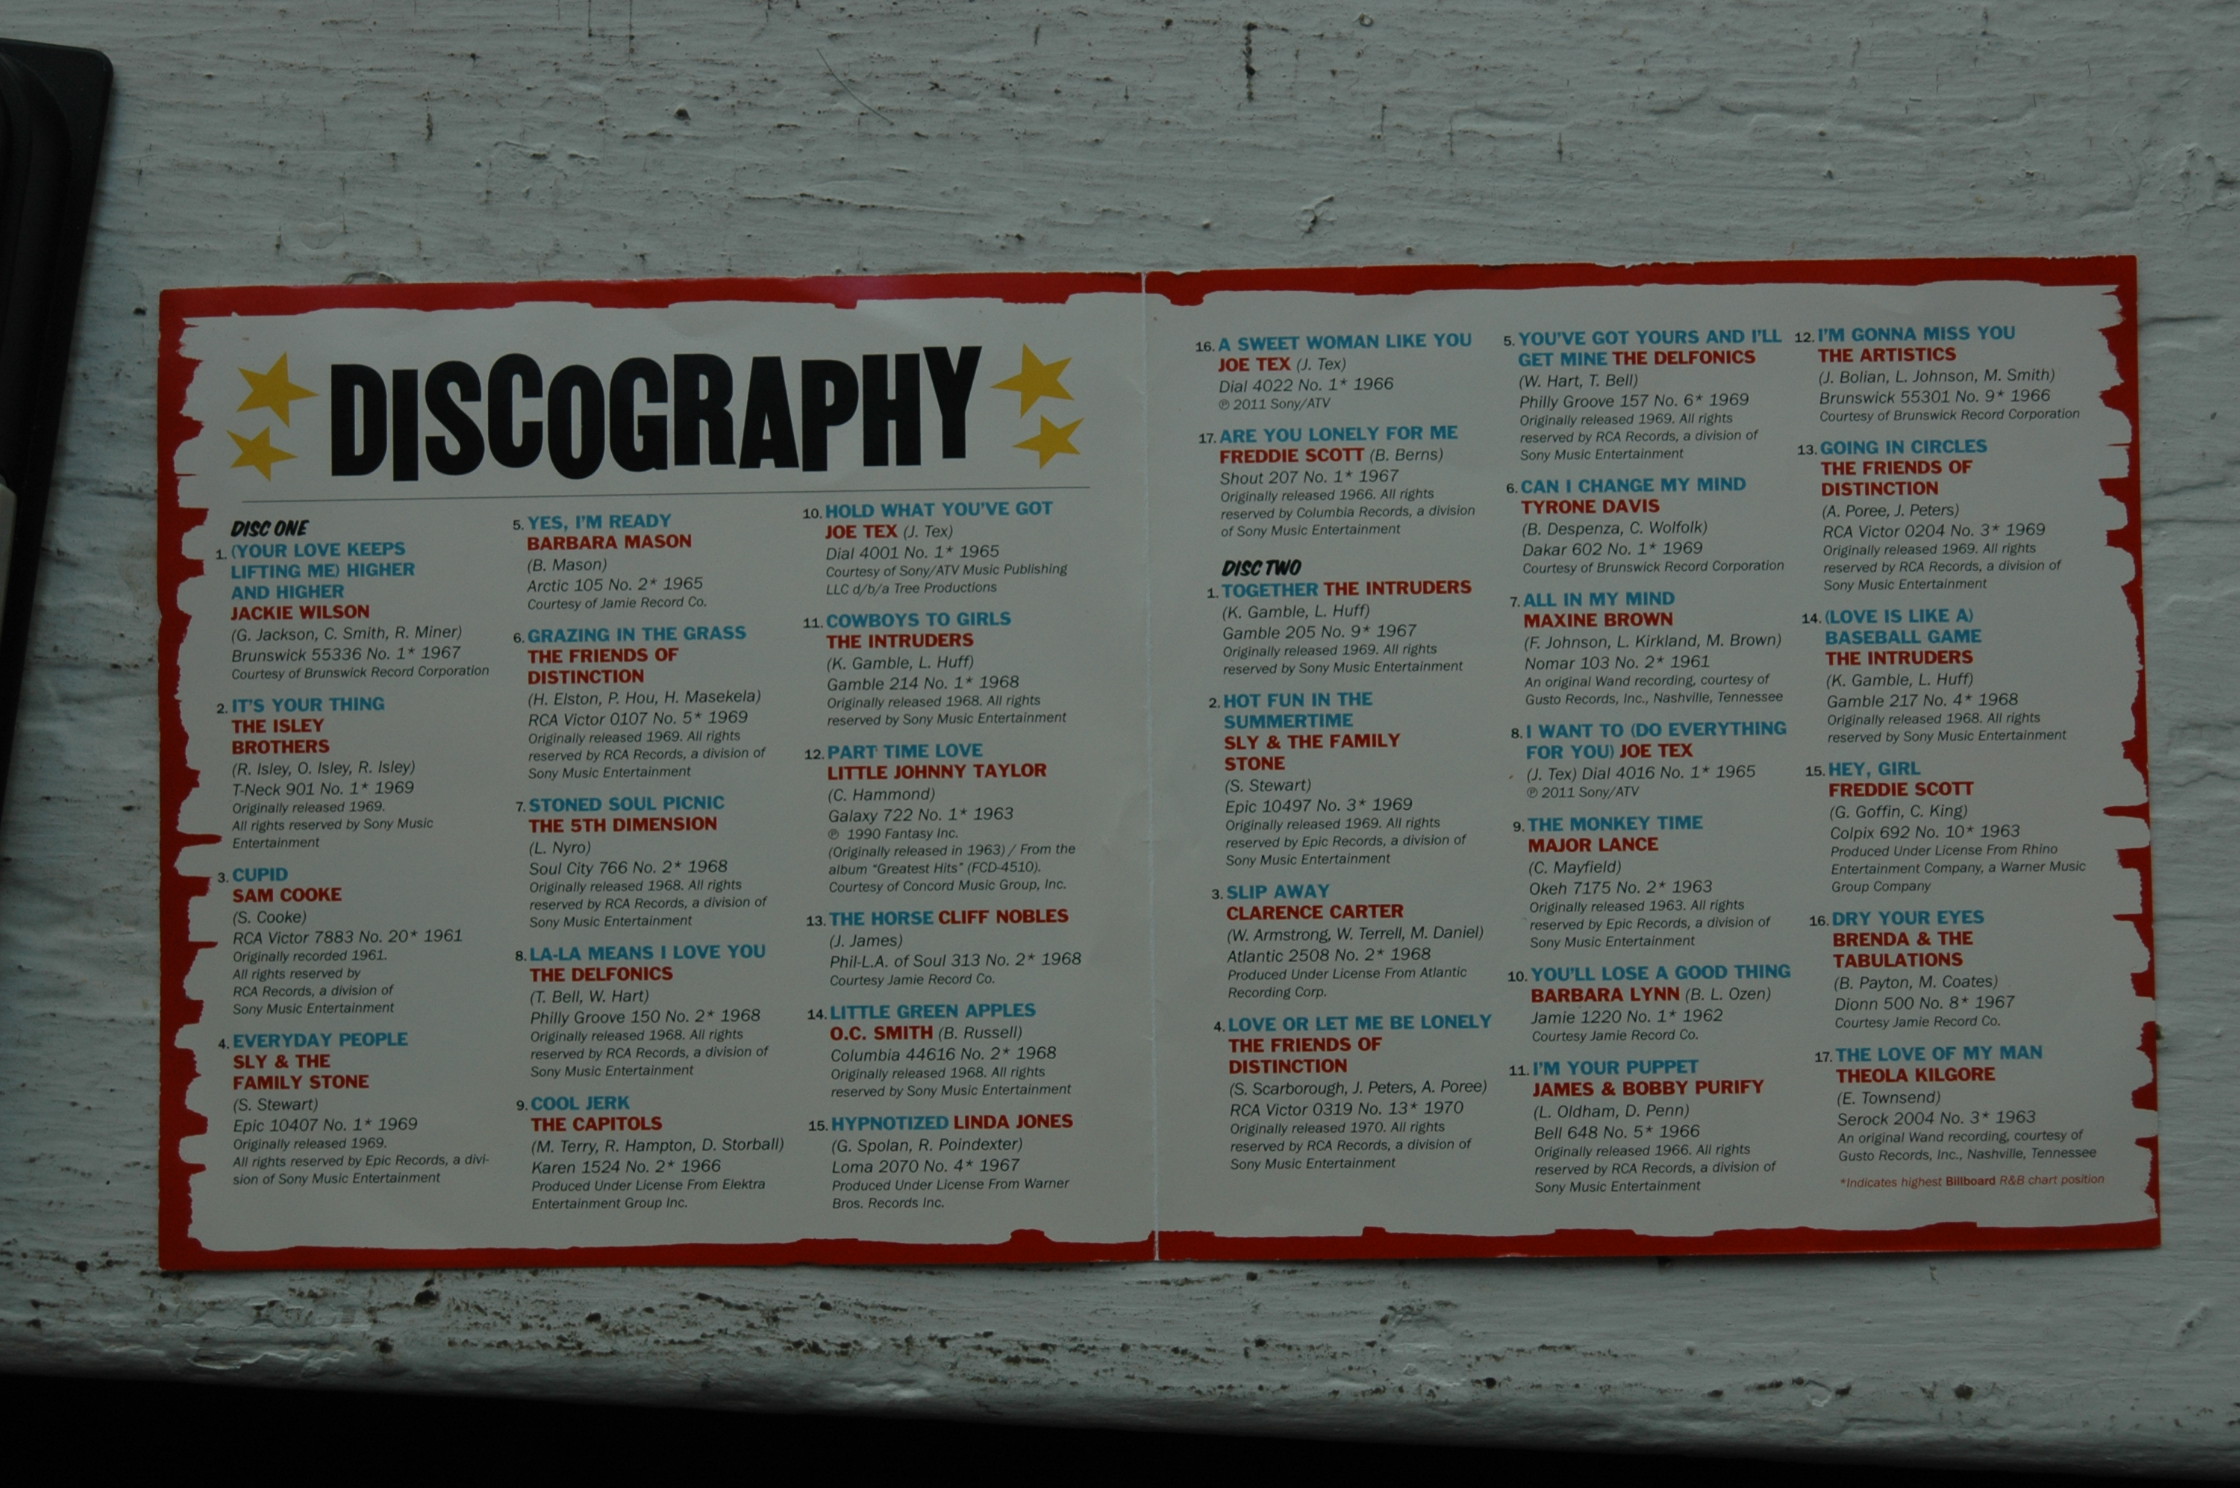 DISCOGRAPHY
DISC ONE
1. (YOUR LOVE KEEPS
LIFTING ME) HIGHER
AND HIGHER
JACKIE WILSON
(G. Jackson, C. Smith, R. Miner)
Brunswick 55336 No. 1* 1967
Courtesy of Brunswick Record Corporation
2. IT'S YOUR THING
THE ISLEY
BROTHERS
(R. Isley, O. Isley, R. Isley)
T-Neck 901 No. 1* 1969
Originally released 1969.
All rights reserved by Sony Music
Entertainment
3. CUPID
SAM COOKE
(S. Cooke)
RCA Victor 7883 No. 20* 1961
Originally recorded 1961.
All rights reserved by
RCA Records, a division of
Sony Music Entertainment
4. EVERYDAY PEOPLE
SLY & THE
FAMILY STONE
(S. Stewart)
Epic 10407 No. 1* 1969
Originally released 1969.
All rights reserved by Epic Records, a divi-
sion of Sony Music Entertainment
5. YES, I'M READY
BARBARA MASON
(B. Mason)
Arctic 105 No. 2* 1965
Courtesy of Jamie Record Co.
6. GRAZING IN THE GRASS
THE FRIENDS OF
DISTINCTION
(H. Elston, P. Hou, H. Masekela)
RCA Victor 0107 No. 5* 1969
Originally released 1969. All rights
reserved by RCA Records, a division of
Sony Music Entertainment
7. STONED SOUL PICNIC
THE 5TH DIMENSION
(L. Nyro)
Soul City 766 No. 2* 1968
Originally released 1968. All rights
reserved by RCA Records, a division of
Sony Music Entertainment
8. LA-LA MEANS I LOVE YOU
THE DELFONICS
(T. Bell, W. Hart)
Philly Groove 150 No. 2* 1968
Originally released 1968. All rights
reserved by RCA Records, a division of
Sony Music Entertainment
9. COOL JERK
THE CAPITOLS
(M. Terry, R. Hampton, D. Storball)
Karen 1524 No. 2* 1966
Produced Under License From Elektra
Entertainment Group Inc.
10. HOLD WHAT YOU'VE GOT
JOE TEX (J. Tex)
Dial 4001 No. 1* 1965
Courtesy of Sony/ATV Music Publishing
LLC d/b/a Tree Productions
11. COWBOYS TO GIRLS
THE INTRUDERS
(K. Gamble, L. Huff)
Gamble 214 No. 1* 1968
Originally released 1968. All rights
reserved by Sony Music Entertainment
12. PART TIME LOVE
LITTLE JOHNNY TAYLOR
(C. Hammond)
Galaxy 722 No. 1* 1963
℗ 1990 Fantasy Inc.
(Originally released in 1963) / From the
album "Greatest Hits" (FCD-4510).
Courtesy of Concord Music Group, Inc.
13. THE HORSE CLIFF NOBLES
(J. James)
Phil-L.A. of Soul 313 No. 2* 1968
Courtesy Jamie Record Co.
14. LITTLE GREEN APPLES
O.C. SMITH (B. Russell)
Columbia 44616 No. 2* 1968
Originally released 1968. All rights
reserved by Sony Music Entertainment
15. HYPNOTIZED LINDA JONES
(G. Spolan, R. Poindexter)
Loma 2070 No. 4* 1967
Produced Under License From Warner
Bros. Records Inc.
16. A SWEET WOMAN LIKE YOU
JOE TEX (J. Tex)
Dial 4022 No. 1* 1966
℗ 2011 Sony/ATV
17. ARE YOU LONELY FOR ME
FREDDIE SCOTT (B. Berns)
Shout 207 No. 1* 1967
Originally released 1966. All rights
reserved by Columbia Records, a division
of Sony Music Entertainment
DISC TWO
1. TOGETHER THE INTRUDERS
(K. Gamble, L. Huff)
Gamble 205 No. 9* 1967
Originally released 1969. All rights
reserved by Sony Music Entertainment
2. HOT FUN IN THE
SUMMERTIME
SLY & THE FAMILY
STONE
(S. Stewart)
Epic 10497 No. 3* 1969
Originally released 1969. All rights
reserved by Epic Records, a division of
Sony Music Entertainment
3. SLIP AWAY
CLARENCE CARTER
(W. Armstrong, W. Terrell, M. Daniel)
Atlantic 2508 No. 2* 1968
Produced Under License From Atlantic
Recording Corp.
4. LOVE OR LET ME BE LONELY
THE FRIENDS OF
DISTINCTION
(S. Scarborough, J. Peters, A. Poree)
RCA Victor 0319 No. 13* 1970
Originally released 1970. All rights
reserved by RCA Records, a division of
Sony Music Entertainment
5. YOU'VE GOT YOURS AND I'LL
GET MINE THE DELFONICS
(W. Hart, T. Bell)
Philly Groove 157 No. 6* 1969
Originally released 1969. All rights
reserved by RCA Records, a division of
Sony Music Entertainment
6. CAN I CHANGE MY MIND
TYRONE DAVIS
(B. Despenza, C. Wolfolk)
Dakar 602 No. 1* 1969
Courtesy of Brunswick Record Corporation
7. ALL IN MY MIND
MAXINE BROWN
(F. Johnson, L. Kirkland, M. Brown)
Nomar 103 No. 2* 1961
An original Wand recording, courtesy of
Gusto Records, Inc., Nashville, Tennessee
8. I WANT TO (DO EVERYTHING
FOR YOU) JOE TEX
(J. Tex) Dial 4016 No. 1* 1965
℗ 2011 Sony/ATV
9. THE MONKEY TIME
MAJOR LANCE
(C. Mayfield)
Okeh 7175 No. 2* 1963
Originally released 1963. All rights
reserved by Epic Records, a division of
Sony Music Entertainment
10. YOU'LL LOSE A GOOD THING
BARBARA LYNN (B. L. Ozen)
Jamie 1220 No. 1* 1962
Courtesy Jamie Record Co.
11. I'M YOUR PUPPET
JAMES & BOBBY PURIFY
(L. Oldham, D. Penn)
Bell 648 No. 5* 1966
Originally released 1966. All rights
reserved by RCA Records, a division of
Sony Music Entertainment
12. I'M GONNA MISS YOU
THE ARTISTICS
(J. Bolian, L. Johnson, M. Smith)
Brunswick 55301 No. 9* 1966
Courtesy of Brunswick Record Corporation
13. GOING IN CIRCLES
THE FRIENDS OF
DISTINCTION
(A. Poree, J. Peters)
RCA Victor 0204 No. 3* 1969
Originally released 1969. All rights
reserved by RCA Records, a division of
Sony Music Entertainment
14. (LOVE IS LIKE A)
BASEBALL GAME
THE INTRUDERS
(K. Gamble, L. Huff)
Gamble 217 No. 4* 1968
Originally released 1968. All rights
reserved by Sony Music Entertainment
15. HEY, GIRL
FREDDIE SCOTT
(G. Goffin, C. King)
Colpix 692 No. 10* 1963
Produced Under License From Rhino
Entertainment Company, a Warner Music
Group Company
16. DRY YOUR EYES
BRENDA & THE
TABULATIONS
(B. Payton, M. Coates)
Dionn 500 No. 8* 1967
Courtesy Jamie Record Co.
17. THE LOVE OF MY MAN
THEOLA KILGORE
(E. Townsend)
Serock 2004 No. 3* 1963
An original Wand recording, courtesy of
Gusto Records, Inc., Nashville, Tennessee
*Indicates highest Billboard R&B chart position